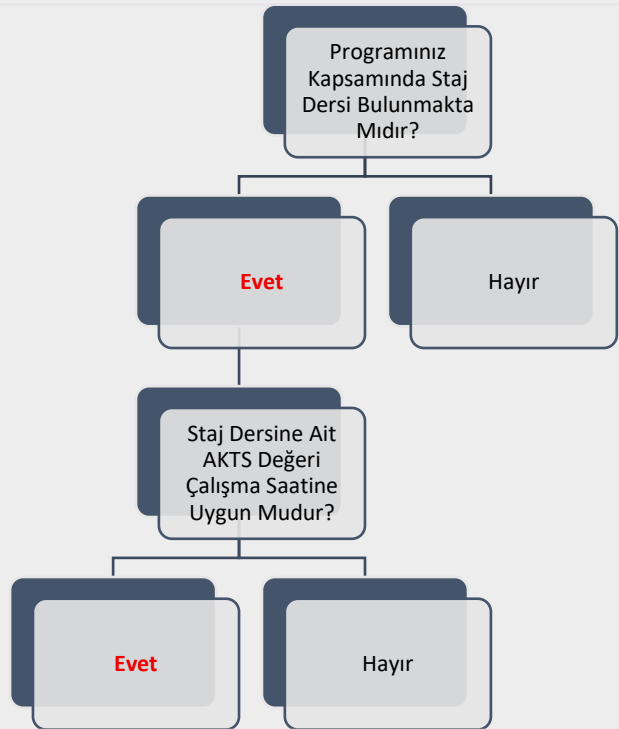 Programınız
Kapsamında Staj
Dersi Bulunmakta
Mıdır?
Evet
Hayır
Staj Dersine Ait
AKTS Değeri
Çalışma Saatine
Uygun Mudur?
Evet
Hayır